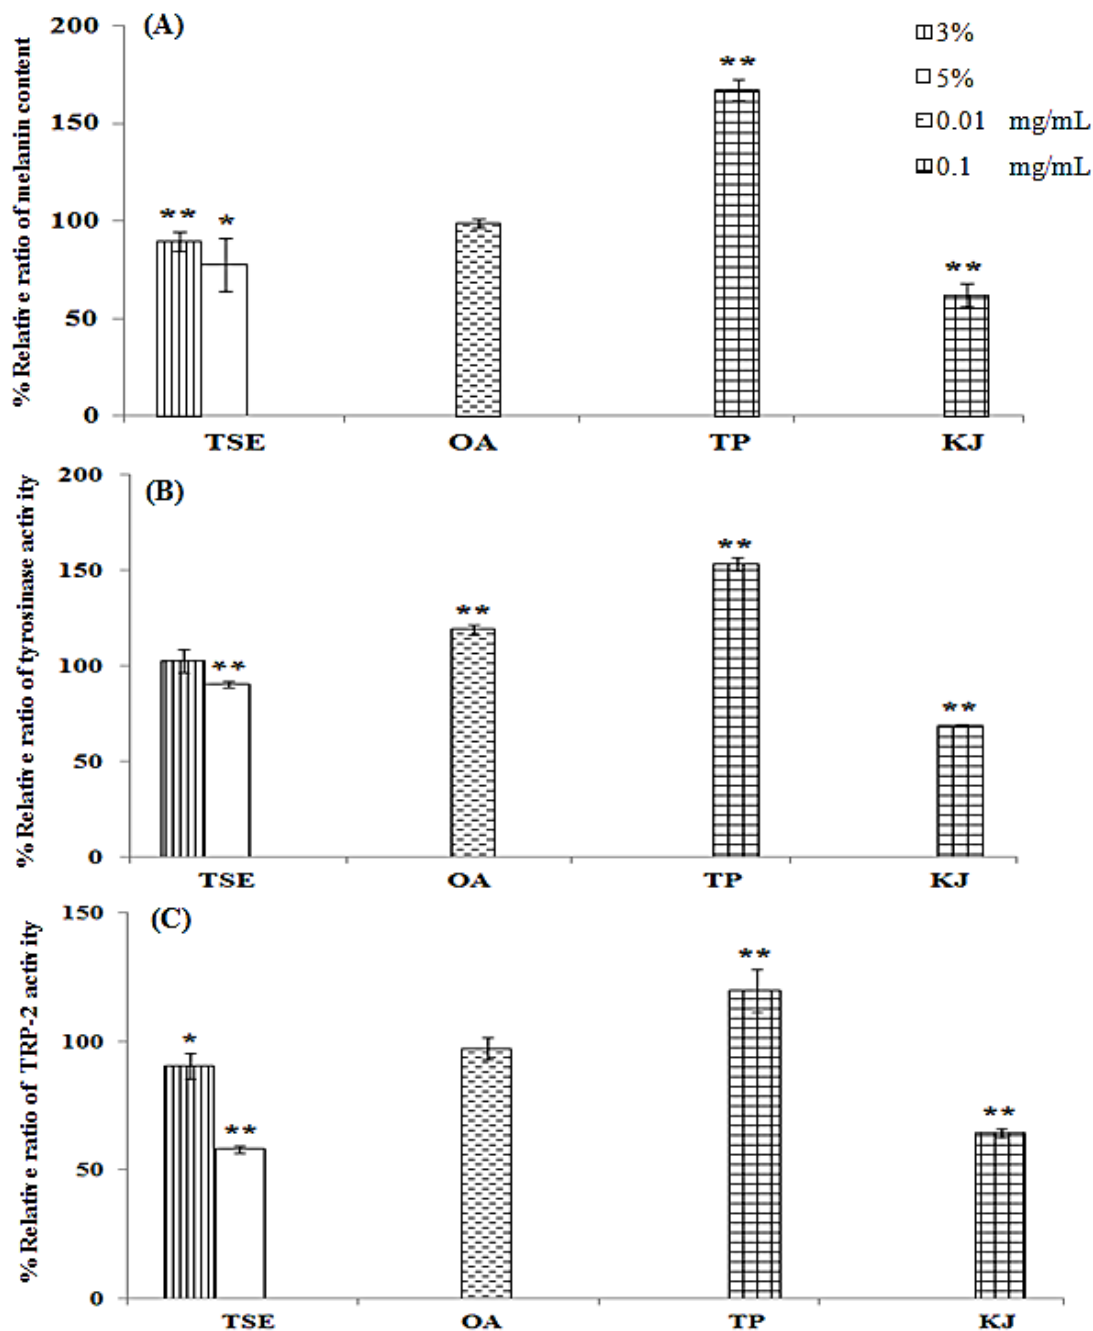 (A)
% Relative ratio of melanin content
200
150
100
50
0
** *
**
**
TSE OA TP KJ
3%
5%
0.01 mg/mL
0.1 mg/mL
(B)
% Relative ratio of tyrosinase activity
200
150
100
50
0
**
**
**
**
TSE OA TP KJ
(C)
% Relative ratio of TRP-2 activity
150
100
50
0
*
**
**
**
TSE OA TP KJ